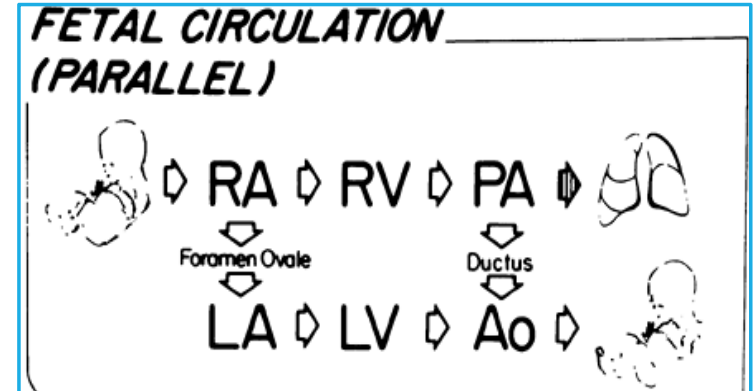 FETAL CIRCULATION
(PARALLEL)
RA RV PA
Foramen Ovale Ductus
LA LV Ao